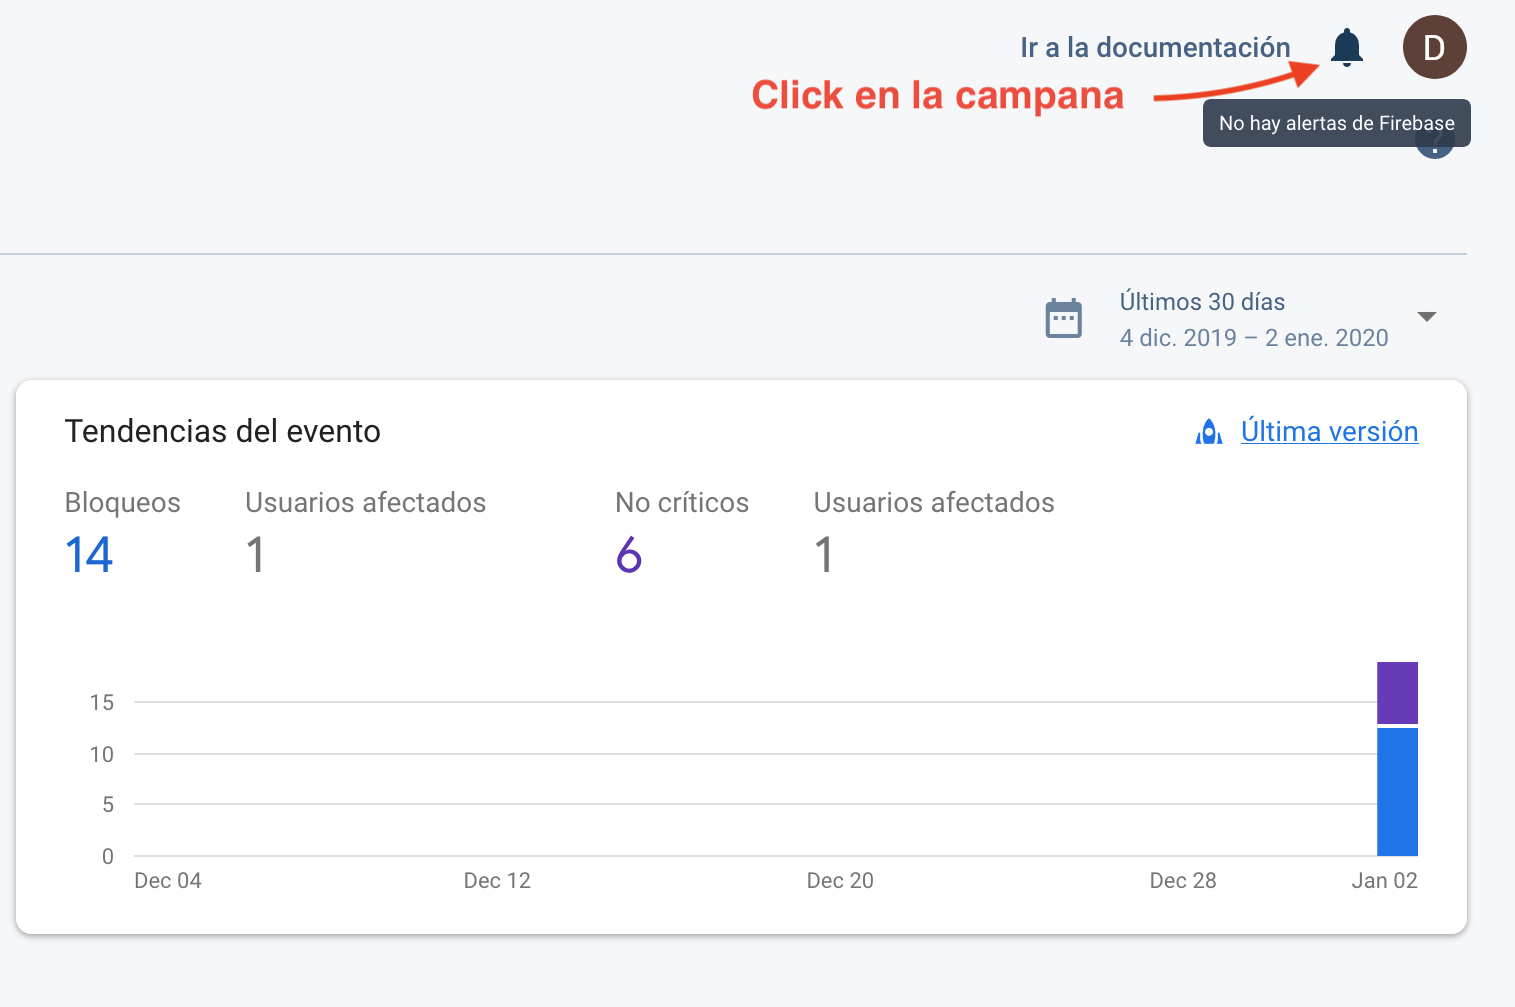 Ir a la documentación
D
Click en la campana
No hay alertas de Firebase
?
Últimos 30 días
4 dic. 2019 – 2 ene. 2020
Tendencias del evento
Última versión
Bloqueos
Usuarios afectados
No críticos
Usuarios afectados
14
1
6
1
15
10
5
0
Dec 04
Dec 12
Dec 20
Dec 28
Jan 02